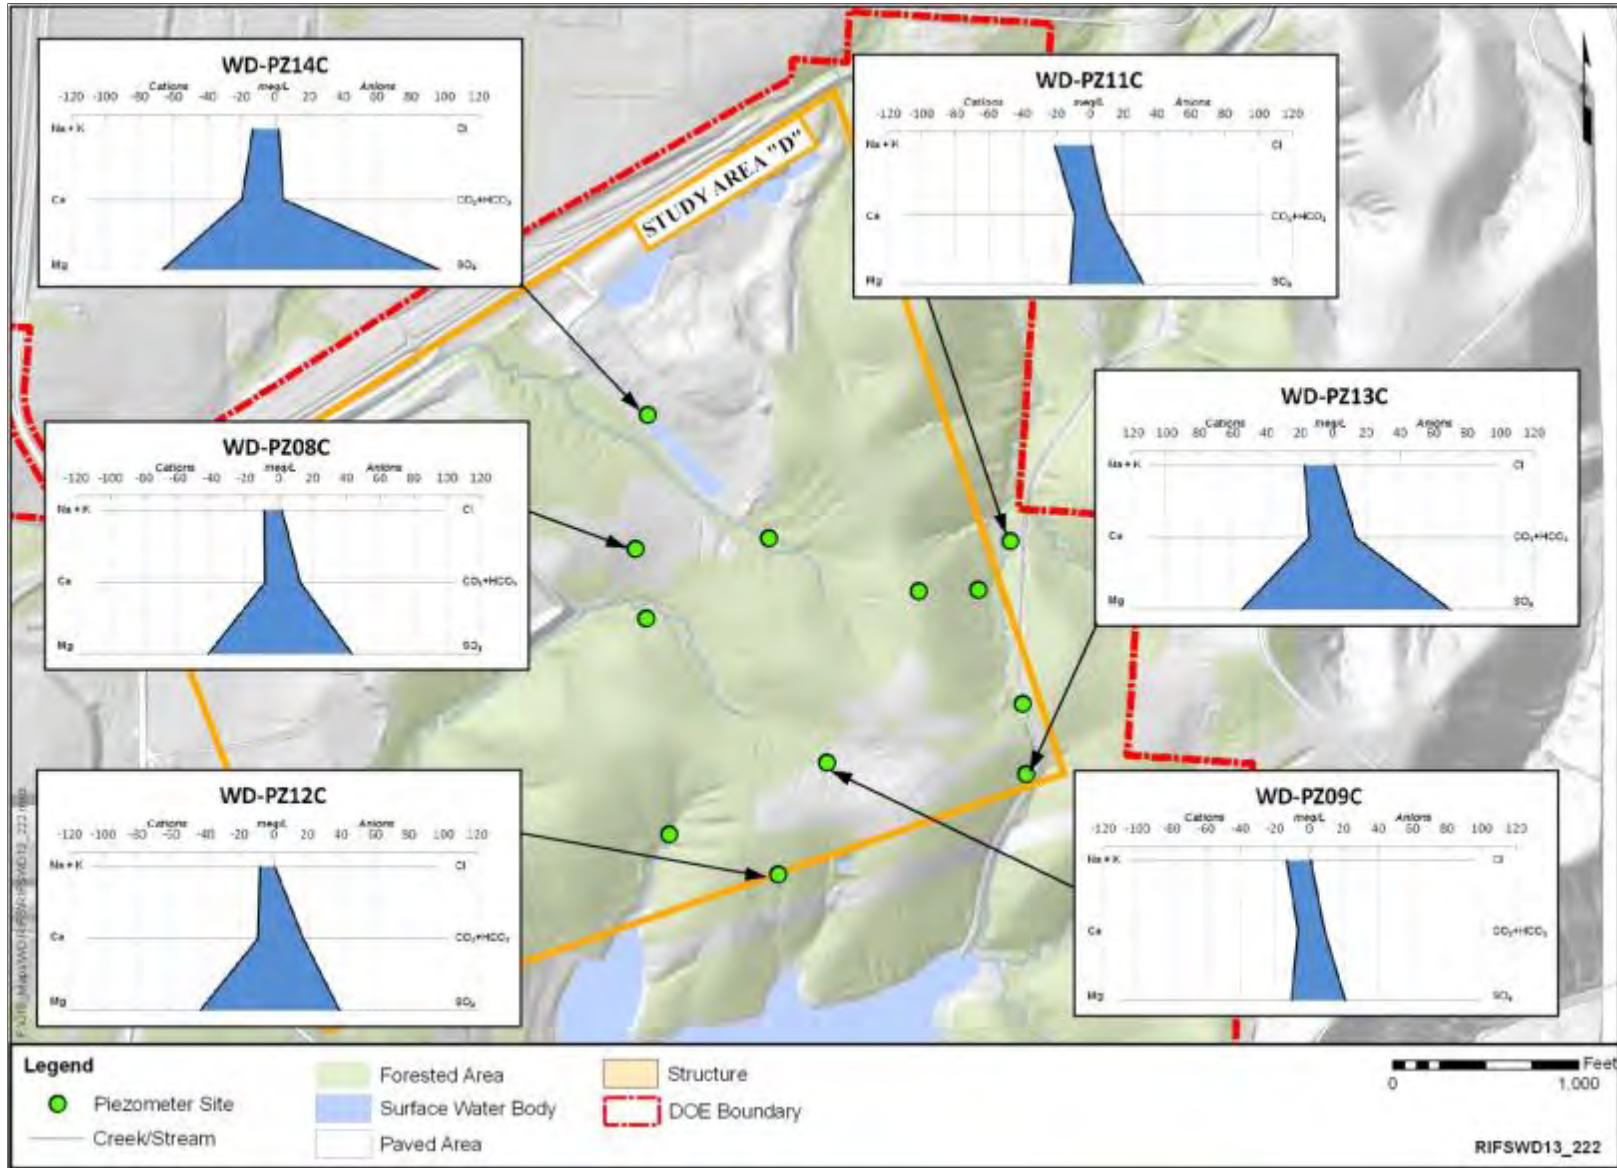 WD-PZ14C
Cations meq/L Anions
-120 -100 -80 -60 -40 -20 0 20 40 60 80 100 120
Na + K Cl
Ca CO₃+HCO₃
Mg SO₄
WD-PZ11C
Cations meq/L Anions
-120 -100 -80 -60 -40 -20 0 20 40 60 80 100 120
Na + K Cl
Ca CO₃+HCO₃
Mg SO₄
STUDY AREA "D"
WD-PZ13C
Cations meq/L Anions
120 100 80 60 40 20 0 20 40 60 80 100 120
Na + K Cl
Ca CO₃+HCO₃
Mg SO₄
WD-PZ08C
Cations meq/L Anions
-120 -100 -80 -60 -40 -20 0 20 40 60 80 100 120
Na + K Cl
Ca CO₃+HCO₃
Mg SO₄
WD-PZ12C
Cations meq/L Anions
-120 -100 -80 -60 -40 -20 0 20 40 60 80 100 120
Na + K Cl
Ca CO₃+HCO₃
Mg SO₄
WD-PZ09C
Cations meq/L Anions
-120 -100 -80 -60 -40 -20 0 20 40 60 80 100 120
Na + K Cl
Ca CO₃+HCO₃
Mg SO₄
Legend
Piezometer Site
Creek/Stream
Forested Area
Surface Water Body
Paved Area
Structure
DOE Boundary
Feet
0 1,000
RIFSWD13_222